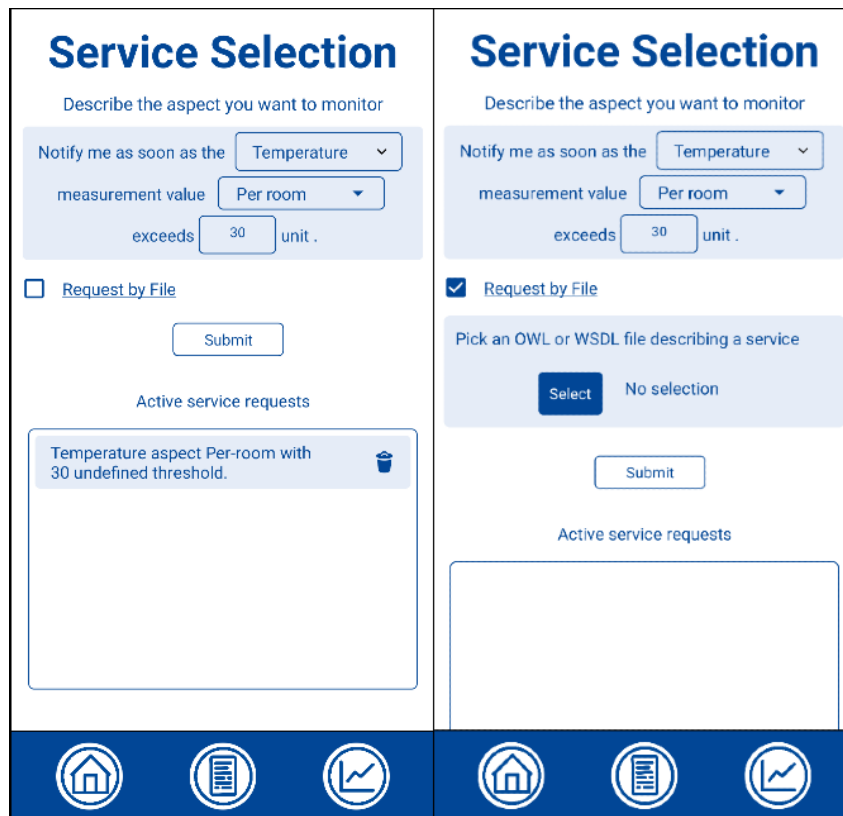 Service Selection
Describe the aspect you want to monitor
Notify me as soon as the Temperature
measurement value Per room
exceeds 30 unit .
Request by File
Submit
Active service requests
Temperature aspect Per-room with
30 undefined threshold.
Service Selection
Describe the aspect you want to monitor
Notify me as soon as the Temperature
measurement value Per room
exceeds 30 unit .
Request by File
Pick an OWL or WSDL file describing a service
Select No selection
Submit
Active service requests